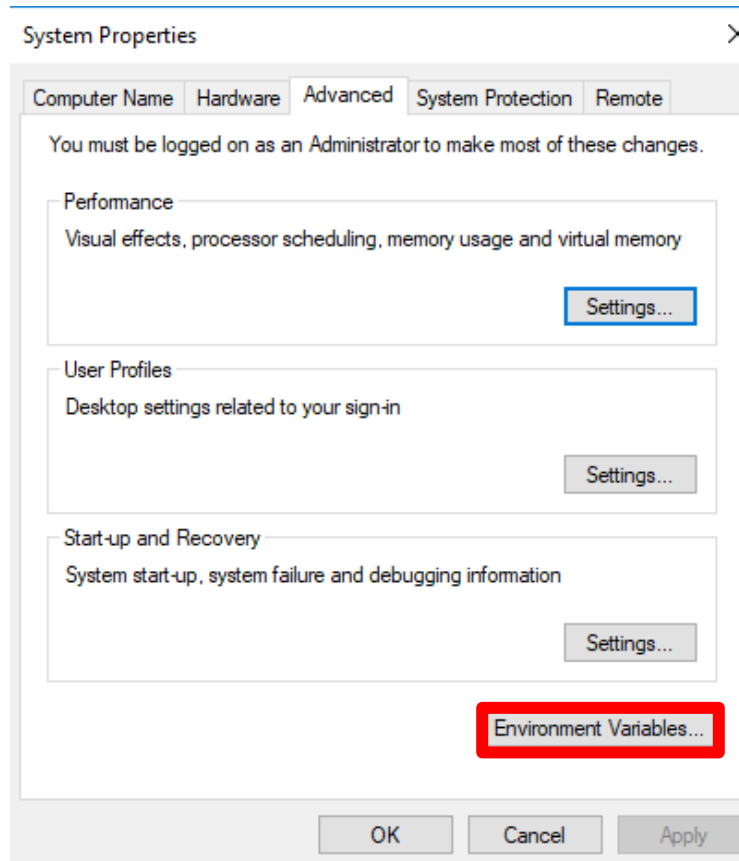 System Properties
Computer Name Hardware Advanced System Protection Remote
You must be logged on as an Administrator to make most of these changes.
Performance
Visual effects, processor scheduling, memory usage and virtual memory
Settings...
User Profiles
Desktop settings related to your sign-in
Settings...
Start-up and Recovery
System start-up, system failure and debugging information
Settings...
Environment Variables...
OK Cancel Apply